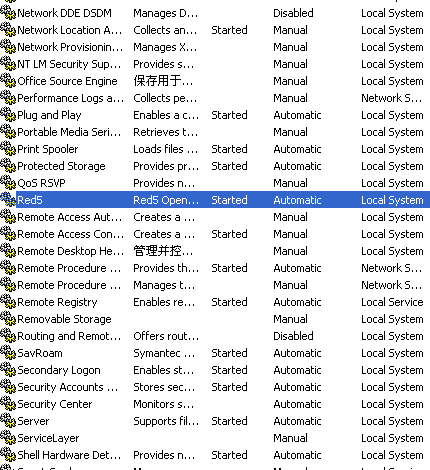 Network DDE DSDM Manages D... Disabled Local System
Network Location A... Collects an... Started Manual Local System
Network Provisionin... Manages X... Manual Local System
NT LM Security Sup... Provides s... Manual Local System
Office Source Engine 保存用于... Manual Local System
Performance Logs a... Collects pe... Manual Network S...
Plug and Play Enables a c... Started Automatic Local System
Portable Media Seri... Retrieves t... Manual Local System
Print Spooler Loads files ... Started Automatic Local System
Protected Storage Provides pr... Started Automatic Local System
QoS RSVP Provides n... Manual Local System
Red5 Red5 Open... Started Automatic Local System
Remote Access Aut... Creates a ... Manual Local System
Remote Access Con... Creates a ... Started Manual Local System
Remote Desktop He... 管理并控... Manual Local System
Remote Procedure ... Provides th... Started Automatic Network S...
Remote Procedure ... Manages t... Manual Network S...
Remote Registry Enables re... Started Automatic Local Service
Removable Storage Manual Local System
Routing and Remot... Offers rout... Disabled Local System
SavRoam Symantec ... Started Automatic Local System
Secondary Logon Enables st... Started Automatic Local System
Security Accounts ... Stores sec... Started Automatic Local System
Security Center Monitors s... Automatic Local System
Server Supports fil... Started Automatic Local System
ServiceLayer Manual Local System
Shell Hardware Det... Provides n... Started Automatic Local System